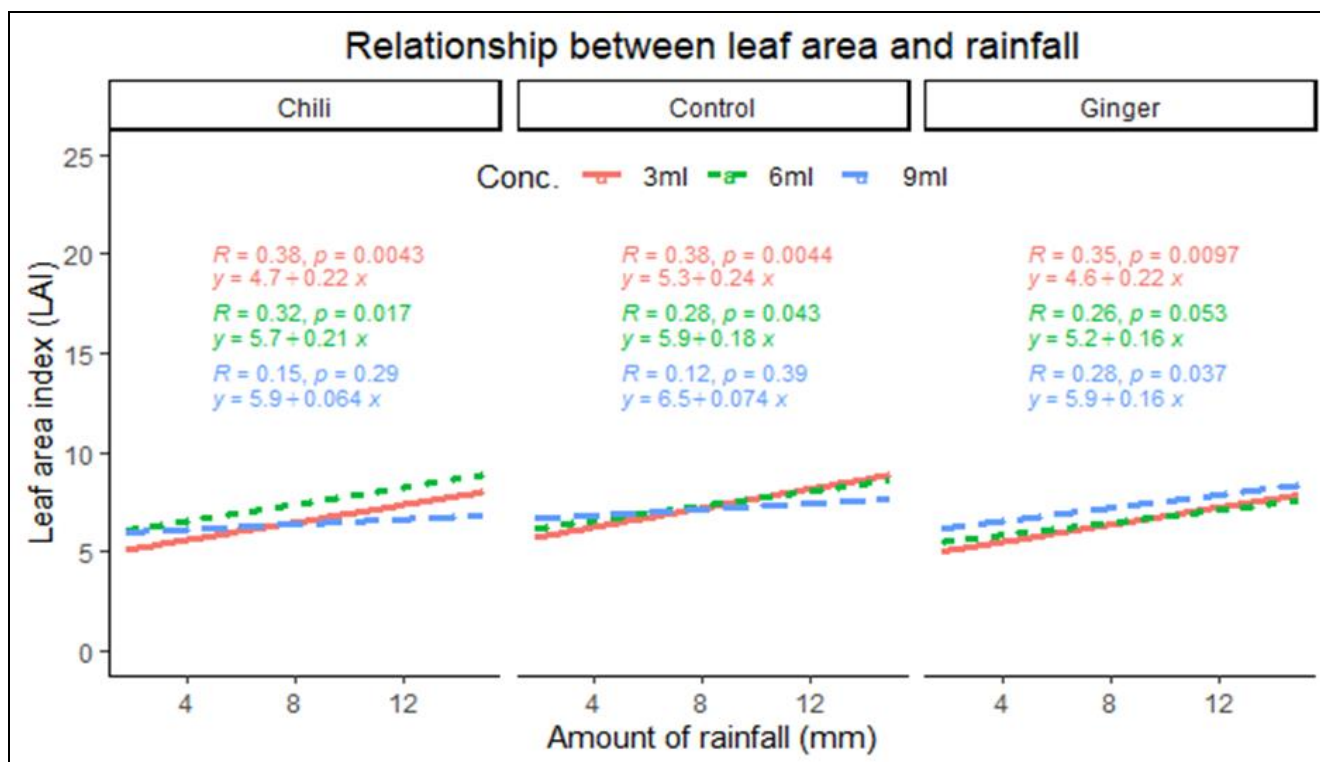 Relationship between leaf area and rainfall
Chili
Control
Ginger
Conc. a 3ml a 6ml a 9ml
Leaf area index (LAI)
25
20
15
10
5
0
R = 0.38, p = 0.0043
y = 4.7+0.22 x
R = 0.32, p = 0.017
y = 5.7+0.21 x
R = 0.15, p = 0.29
y = 5.9+0.064 x
R = 0.38, p = 0.0044
y = 5.3+0.24 x
R = 0.28, p = 0.043
y = 5.9+0.18 x
R = 0.12, p = 0.39
y = 6.5+0.074 x
R = 0.35, p = 0.0097
y = 4.6+0.22 x
R = 0.26, p = 0.053
y = 5.2+0.16 x
R = 0.28, p = 0.037
y = 5.9+0.16 x
4 8 12
4 8 12
4 8 12
Amount of rainfall (mm)